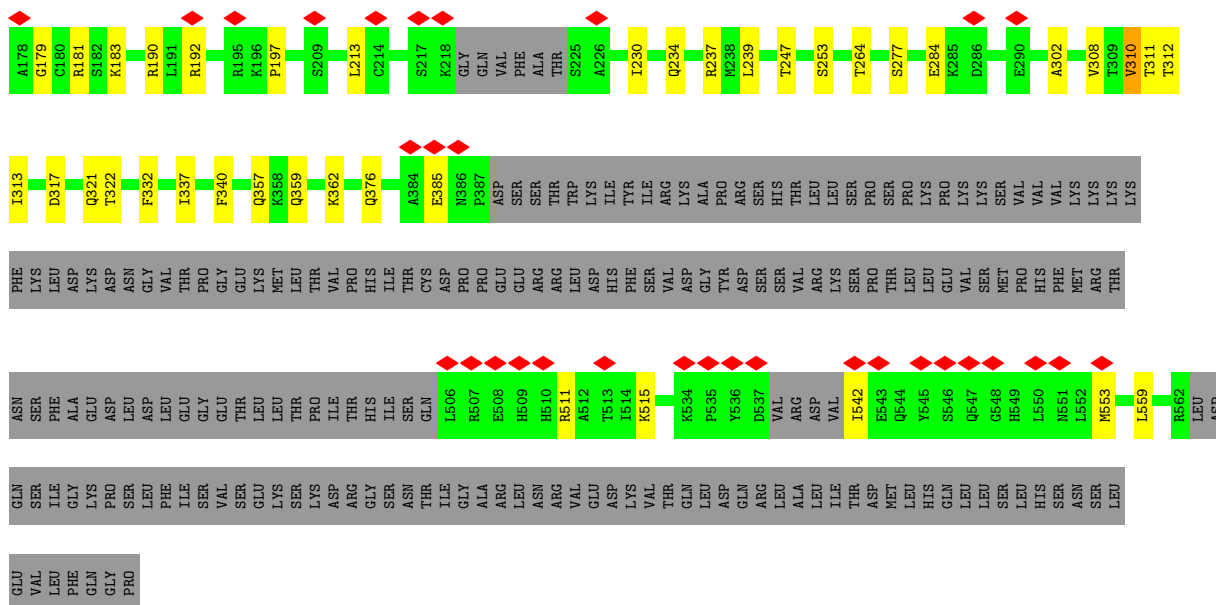 A178 G179 C180 R181 S182 K183 R190 L191 R192 R195 K196 P197 S209 L213 C214 S217 K218 GLY GLN VAL PHE ALA THR S225 A226 I230 Q234 R237 M238 L239 T247 S253 T264 S277 E284 K285 D286 E290 A302 V308 T309 V310 T311 T312
I313 D317 Q321 T322 F332 I337 F340 Q357 K358 Q359 K362 Q376 A384 E385 N386 P387 ASP SER SER THR TRP LYS ILE TYR ILE ARG LYS ALA PRO ARG SER HIS THR LEU LEU SER PRO SER PRO LYS PRO LYS LYS SER VAL VAL VAL LYS LYS LYS LYS
PHE LYS LEU ASP LYS ASP ASN GLY VAL THR PRO GLY GLU LYS MET LEU THR VAL PRO HIS ILE THR CYS ASP PRO PRO GLU GLU ARG ARG LEU ASP HIS PHE SER VAL ASP GLY TYR ASP SER SER VAL ARG LYS SER PRO THR LEU LEU GLU VAL SER MET PRO HIS PHE MET ARG THR
ASN SER PHE ALA GLU ASP LEU ASP LEU GLU GLY GLU THR LEU LEU THR PRO ILE THR HIS ILE SER GLN L506 R507 E508 H509 H510 R511 A512 T513 I514 K515 K534 P535 Y536 D537 VAL ARG ASP VAL I542 E543 Q544 Y545 S546 Q547 G548 H549 L550 N551 L552 M553 L559 R562 LEU ASP
GLN SER ILE GLY LYS PRO SER LEU PHE ILE SER VAL SER GLU LYS SER LYS ASP ARG GLY SER ASN THR ILE GLY ALA ARG LEU ASN ARG VAL GLU ASP LYS VAL THR GLN LEU ASP GLN ARG LEU ALA LEU ILE THR ASP MET LEU HIS GLN LEU LEU SER LEU HIS SER ASN SER LEU
GLU VAL LEU PHE GLN GLY PRO